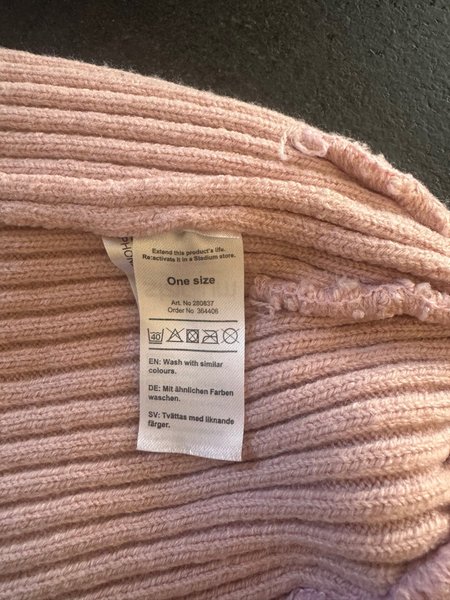 Extend this product's life.
Re:activate it in a Stadium store.
One size
Art. No 280837
Order No 364406
40
EN: Wash with similar
colours.
DE: Mit ähnlichen Farben
waschen.
SV: Tvättas med liknande
färger.